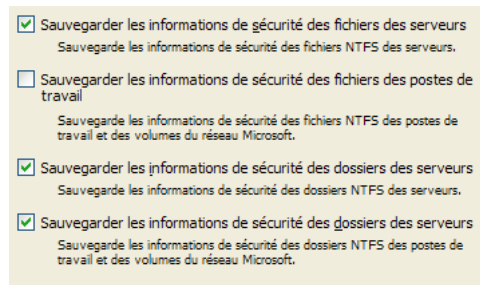 Sauvegarder les informations de sécurité des fichiers des serveurs
Sauvegarde les informations de sécurité des fichiers NTFS des serveurs.
Sauvegarder les informations de sécurité des fichiers des postes de
travail
Sauvegarde les informations de sécurité des fichiers NTFS des postes de
travail et des volumes du réseau Microsoft.
Sauvegarder les informations de sécurité des dossiers des serveurs
Sauvegarde les informations de sécurité des dossiers NTFS des serveurs.
Sauvegarder les informations de sécurité des dossiers des serveurs
Sauvegarde les informations de sécurité des dossiers NTFS des postes de
travail et des volumes du réseau Microsoft.